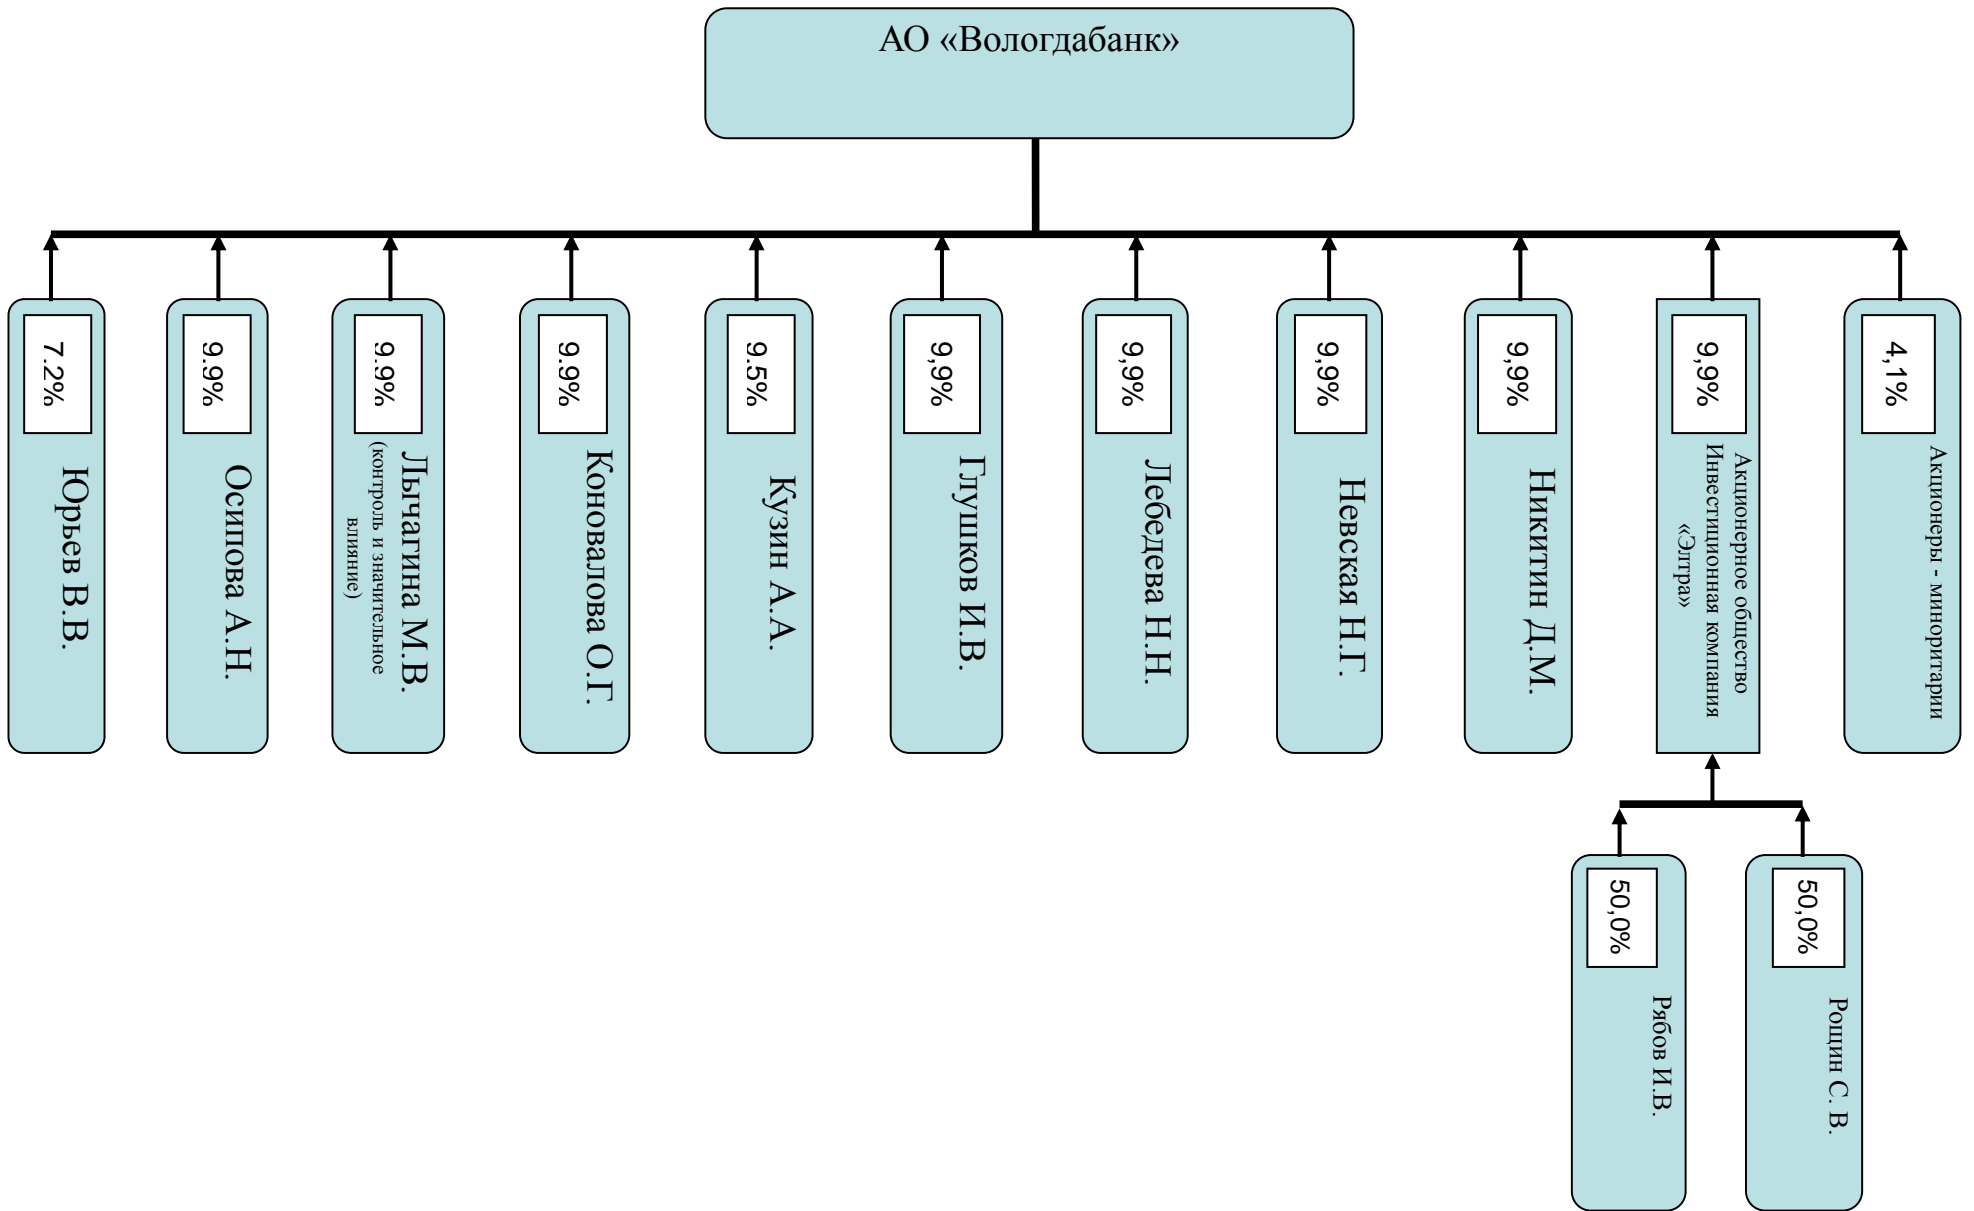 АО «Вологдабанк»
7.2%
Юрьев В.В.
9.9%
Осипова А.Н.
9.9%
Лычагина М.В.
(контроль и значительное
влияние)
9.9%
Коновалова О.Г.
9.5%
Кузин А.А.
9,9%
Глушков И.В.
9,9%
Лебедева Н.Н.
9,9%
Невская Н.Г.
9,9%
Никитин Д.М.
9,9%
Акционерное общество
Инвестиционная компания
«Элтра»
4,1%
Акционеры - миноритарии
50,0%
Рябов И.В.
50,0%
Рощин С. В.